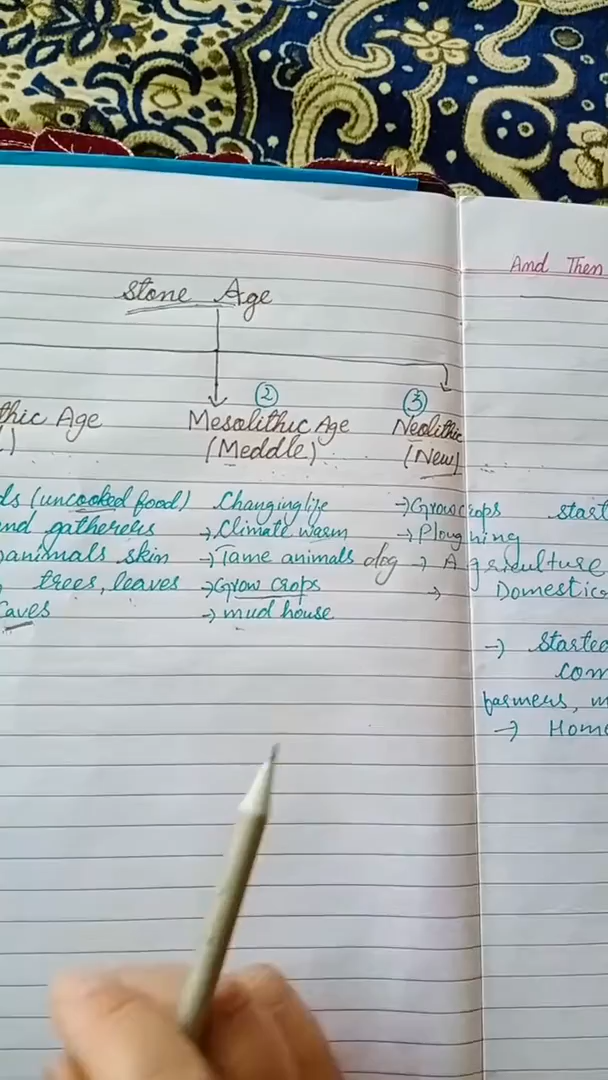 And Then
Stone Age
② ③
thic Age Mesolithic Age Neolithic
(Meddle) (New)
ds (uncooked food) Changing life → Grow crops start
and gatherers → Climate warm → Ploughing
animals skin → Tame animals dog → Agriculture
trees, leaves → Grow crops → Domestic
Caves → mud house
→ Started
com
farmers, m
→ Home